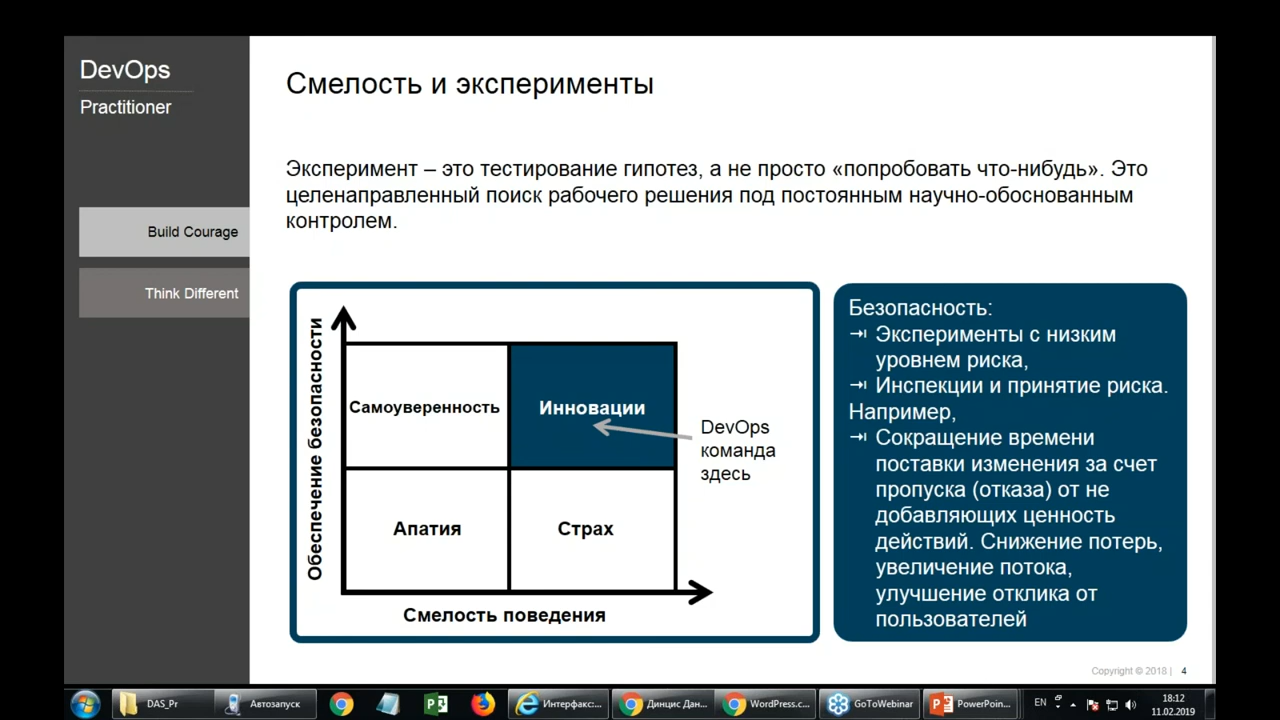 DevOps
Practitioner
Build Courage
Think Different
Смелость и эксперименты
Эксперимент – это тестирование гипотез, а не просто «попробовать что-нибудь». Это
целенаправленный поиск рабочего решения под постоянным научно-обоснованным
контролем.
Обеспечение безопасности
Самоуверенность
Инновации
Апатия
Страх
Смелость поведения
DevOps
команда
здесь
Безопасность:
Эксперименты с низким
уровнем риска,
Инспекции и принятие риска.
Например,
Сокращение времени
поставки изменения за счет
пропуска (отказа) от не
добавляющих ценность
действий. Снижение потерь,
увеличение потока,
улучшение отклика от
пользователей
Copyright © 2018 | 4
DAS_Pr
Автозапуск
Интерфакс:...
Динцис Дан...
WordPress.c...
GoToWebinar
PowerPoin...
EN
18:12
11.02.2019